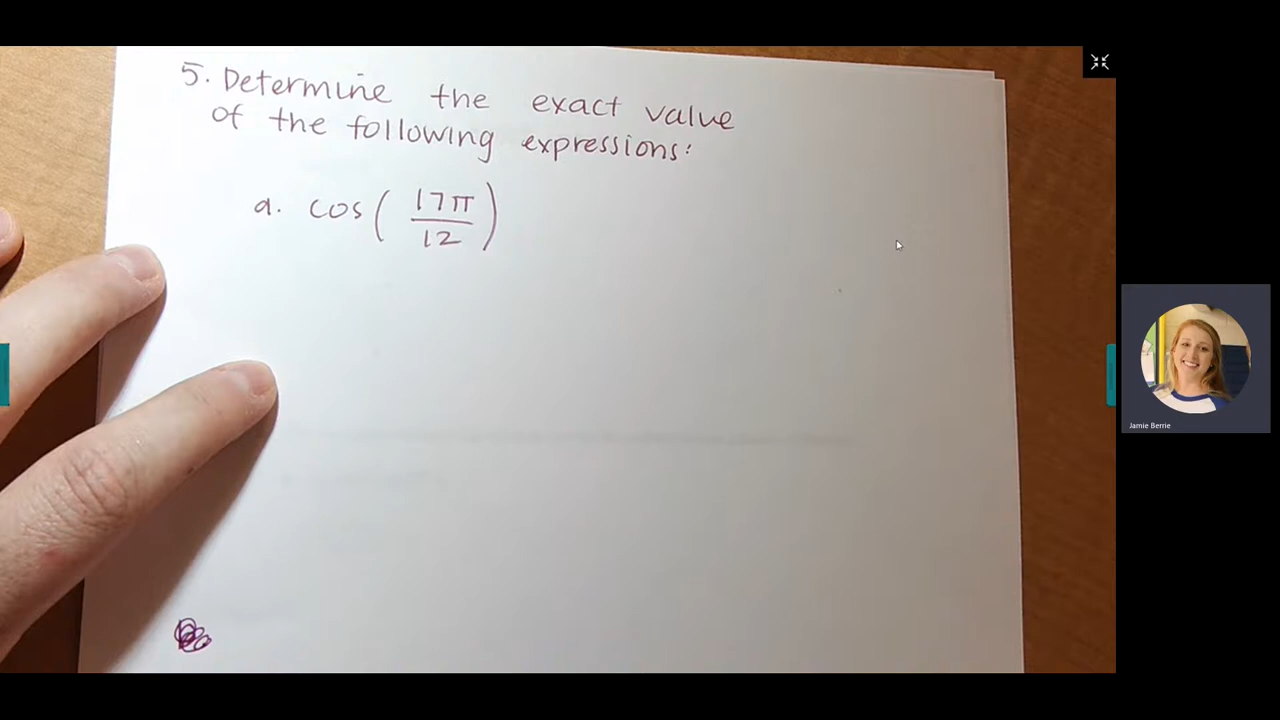 5. Determine the exact value
of the following expressions:
a. cos( 17π/12 )
Jamie Berrie